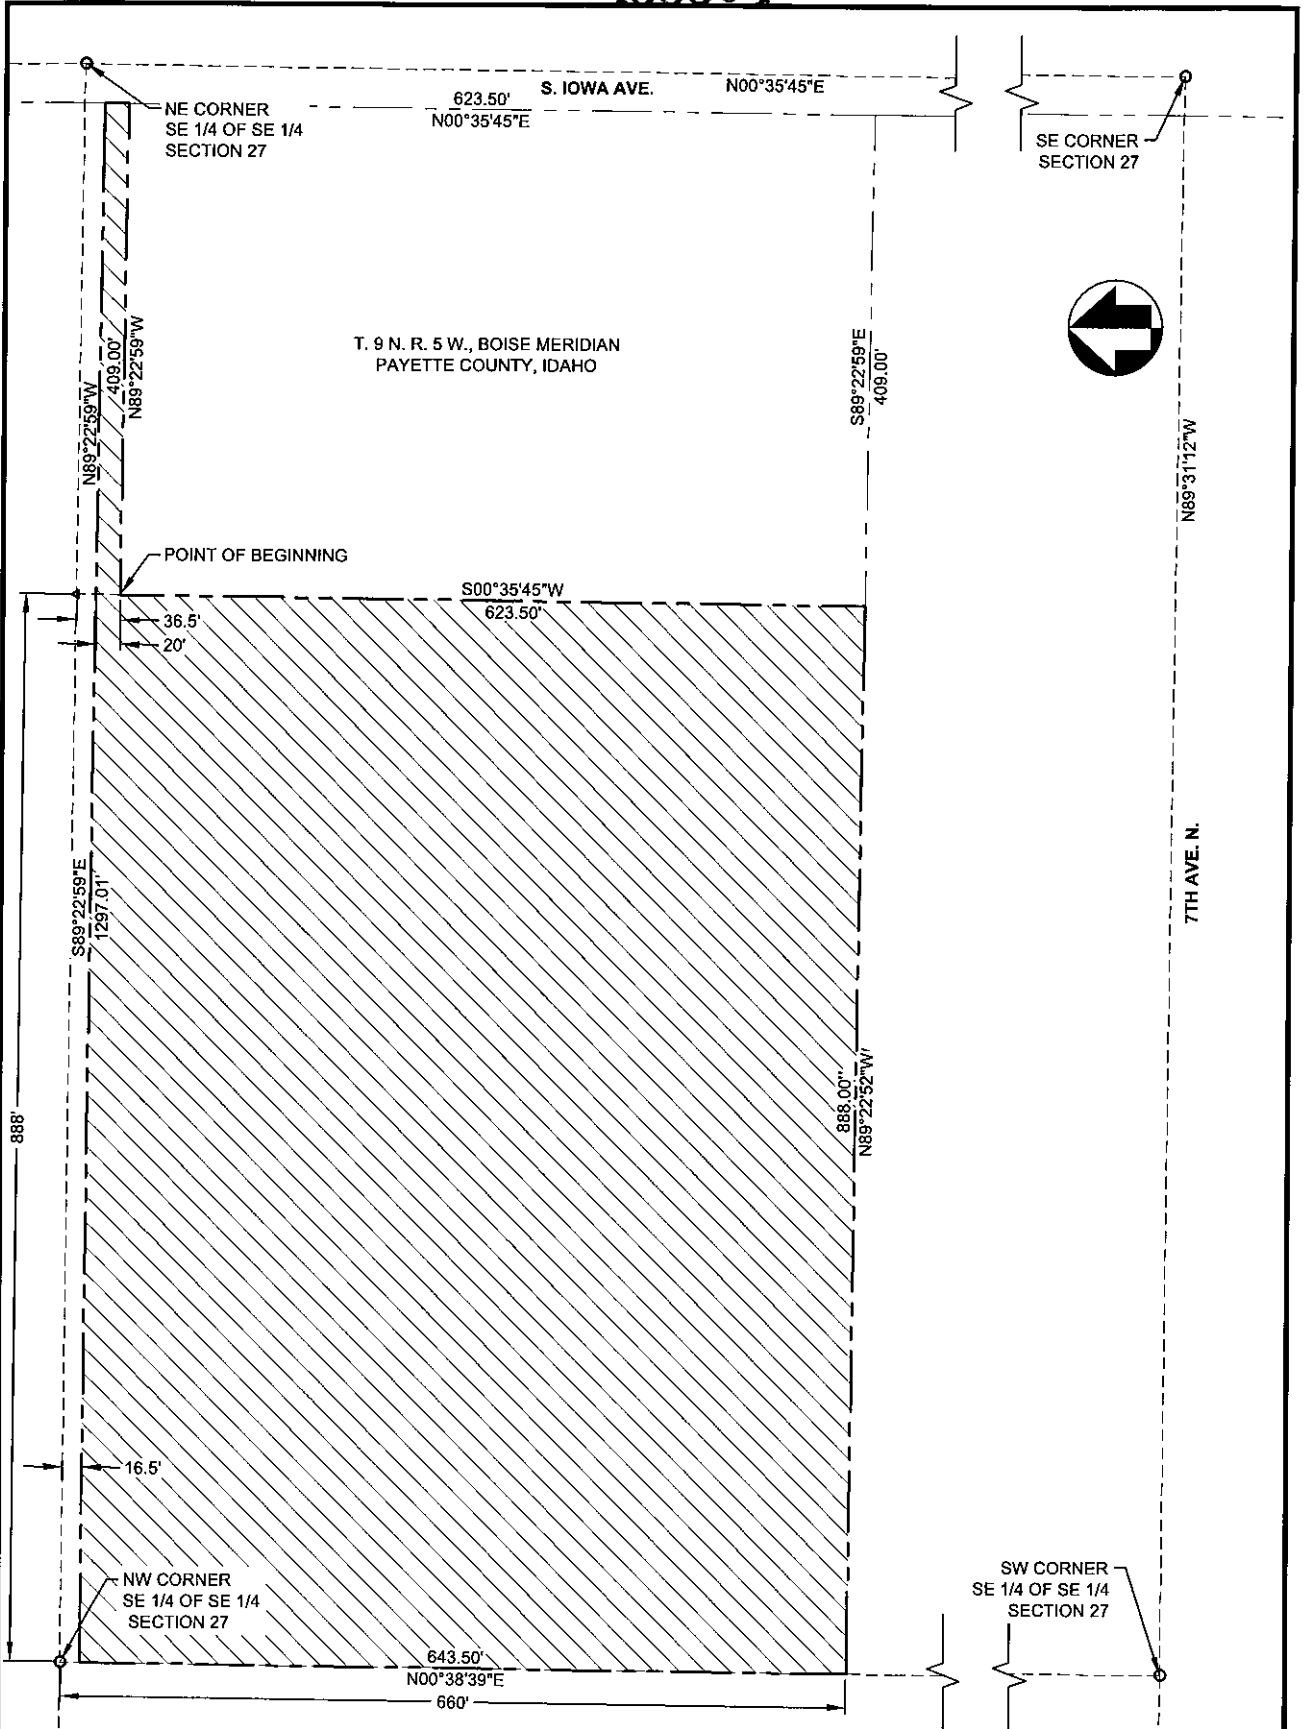 S. IOWA AVE.
N00°35'45"E
623.50'
N00°35'45"E
NE CORNER
SE 1/4 OF SE 1/4
SECTION 27
SE CORNER
SECTION 27
T. 9 N. R. 5 W., BOISE MERIDIAN
PAYETTE COUNTY, IDAHO
N89°22'59"W
409.00'
N89°22'59"W
S89°22'59"E
409.00'
N89°31'12"W
POINT OF BEGINNING
S00°35'45"W
623.50'
36.5'
20'
S89°22'59"E
1297.01'
7TH AVE. N.
888'
888.00'
N89°22'52"W
16.5'
NW CORNER
SE 1/4 OF SE 1/4
SECTION 27
SW CORNER
SE 1/4 OF SE 1/4
SECTION 27
643.50'
N00°38'39"E
660'